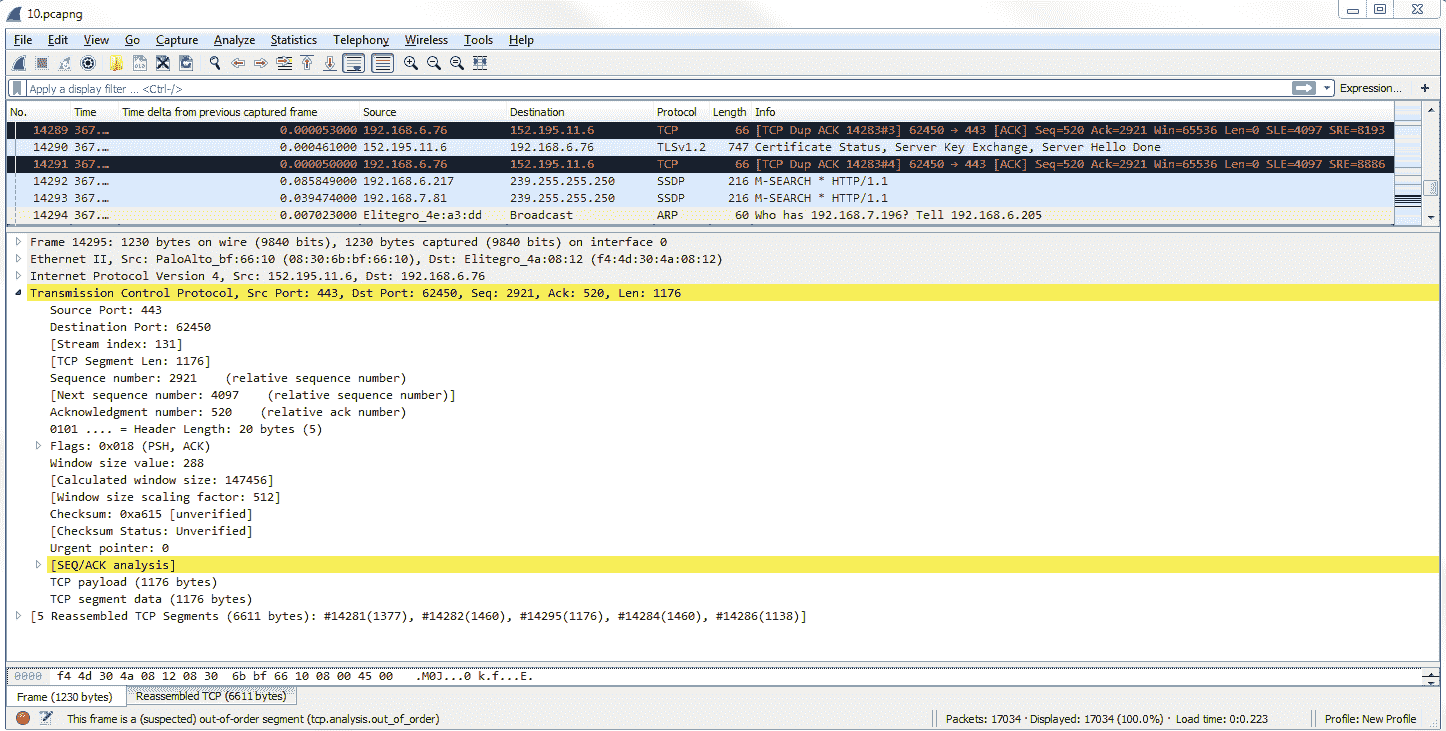 10.pcapng
File Edit View Go Capture Analyze Statistics Telephony Wireless Tools Help
Apply a display filter ... <Ctrl-/> Expression... +
No. Time Time delta from previous captured frame Source Destination Protocol Length Info
14289 367... 0.000053000 192.168.6.76 152.195.11.6 TCP 66 [TCP Dup ACK 14283#3] 62450 → 443 [ACK] Seq=520 Ack=2921 Win=65536 Len=0 SLE=4097 SRE=8193
14290 367... 0.000461000 152.195.11.6 192.168.6.76 TLSv1.2 747 Certificate Status, Server Key Exchange, Server Hello Done
14291 367... 0.000050000 192.168.6.76 152.195.11.6 TCP 66 [TCP Dup ACK 14283#4] 62450 → 443 [ACK] Seq=520 Ack=2921 Win=65536 Len=0 SLE=4097 SRE=8886
14292 367... 0.085849000 192.168.6.217 239.255.255.250 SSDP 216 M-SEARCH * HTTP/1.1
14293 367... 0.039474000 192.168.7.81 239.255.255.250 SSDP 216 M-SEARCH * HTTP/1.1
14294 367... 0.007023000 Elitegro_4e:a3:dd Broadcast ARP 60 Who has 192.168.7.196? Tell 192.168.6.205
Frame 14295: 1230 bytes on wire (9840 bits), 1230 bytes captured (9840 bits) on interface 0
Ethernet II, Src: PaloAlto_bf:66:10 (08:30:6b:bf:66:10), Dst: Elitegro_4a:08:12 (f4:4d:30:4a:08:12)
Internet Protocol Version 4, Src: 152.195.11.6, Dst: 192.168.6.76
Transmission Control Protocol, Src Port: 443, Dst Port: 62450, Seq: 2921, Ack: 520, Len: 1176
Source Port: 443
Destination Port: 62450
[Stream index: 131]
[TCP Segment Len: 1176]
Sequence number: 2921 (relative sequence number)
[Next sequence number: 4097 (relative sequence number)]
Acknowledgment number: 520 (relative ack number)
0101 .... = Header Length: 20 bytes (5)
Flags: 0x018 (PSH, ACK)
Window size value: 288
[Calculated window size: 147456]
[Window size scaling factor: 512]
Checksum: 0xa615 [unverified]
[Checksum Status: Unverified]
Urgent pointer: 0
[SEQ/ACK analysis]
TCP payload (1176 bytes)
TCP segment data (1176 bytes)
[5 Reassembled TCP Segments (6611 bytes): #14281(1377), #14282(1460), #14295(1176), #14284(1460), #14286(1138)]
0000 f4 4d 30 4a 08 12 08 30 6b bf 66 10 08 00 45 00 .M0J...0 k.f...E.
Frame (1230 bytes) Reassembled TCP (6611 bytes)
This frame is a (suspected) out-of-order segment (tcp.analysis.out_of_order) Packets: 17034 · Displayed: 17034 (100.0%) · Load time: 0:0.223 Profile: New Profile